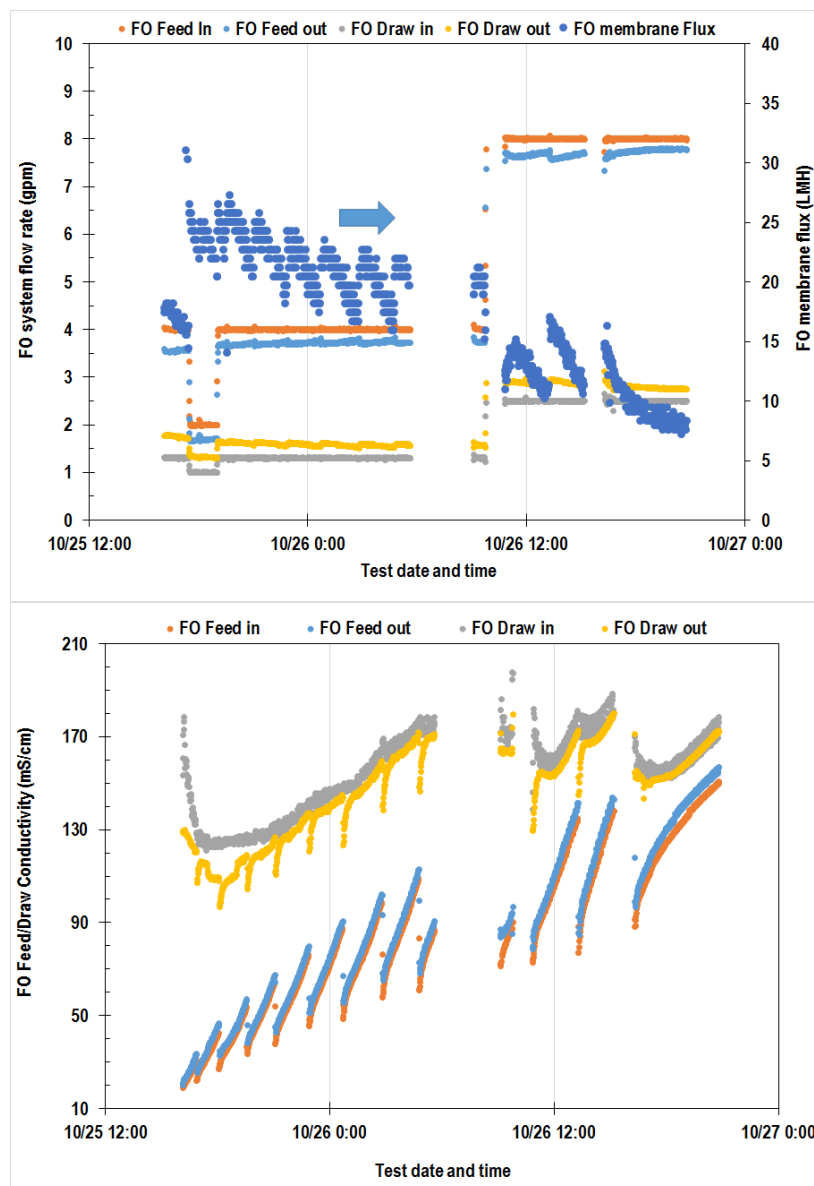 FO Feed In FO Feed out FO Draw in FO Draw out FO membrane Flux
10 40
9 35
8 30
7
6 25
5 20
4 15
3 10
2
1 5
0 0
FO system flow rate (gpm)
FO membrane flux (LMH)
10/25 12:00 10/26 0:00 10/26 12:00 10/27 0:00
Test date and time
FO Feed in FO Feed out FO Draw in FO Draw out
210
170
130
90
50
10
FO Feed/Draw Conductivity (mS/cm)
10/25 12:00 10/26 0:00 10/26 12:00 10/27 0:00
Test date and time